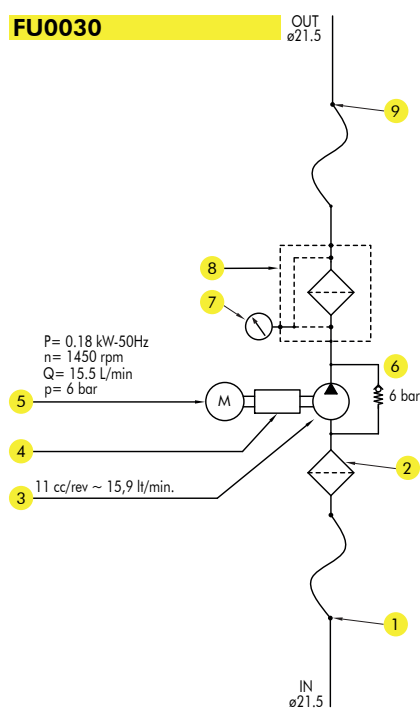 FU0030
OUT
ø21.5
9
8
7
P= 0.18 kW-50Hz
n= 1450 rpm
Q= 15.5 L/min
p= 6 bar
6
6 bar
5
M
4
2
3
11 cc/rev ~ 15,9 lt/min.
1
IN
ø21.5